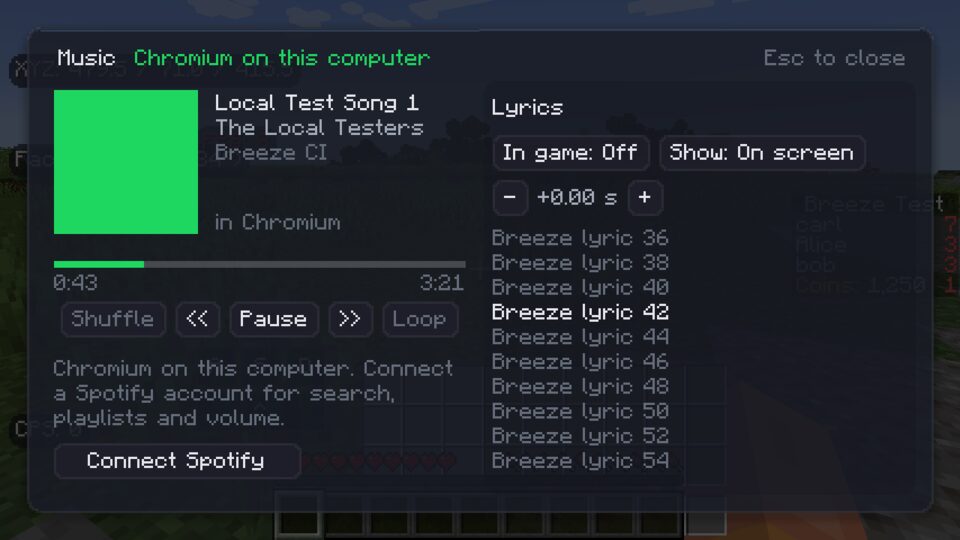 Music Chromium on this computer
Esc to close
Local Test Song 1
The Local Testers
Breeze CI
in Chromium
0:43
3:21
Shuffle
<<
Pause
>>
Loop
Chromium on this computer. Connect
a Spotify account for search,
playlists and volume.
Connect Spotify
Lyrics
In game: Off
Show: On screen
- +0.00 s +
Breeze lyric 36
Breeze lyric 38
Breeze lyric 40
Breeze lyric 42
Breeze lyric 44
Breeze lyric 46
Breeze lyric 48
Breeze lyric 50
Breeze lyric 52
Breeze lyric 54
Breeze Test
carl
Alice
bob
Coins: 1,250